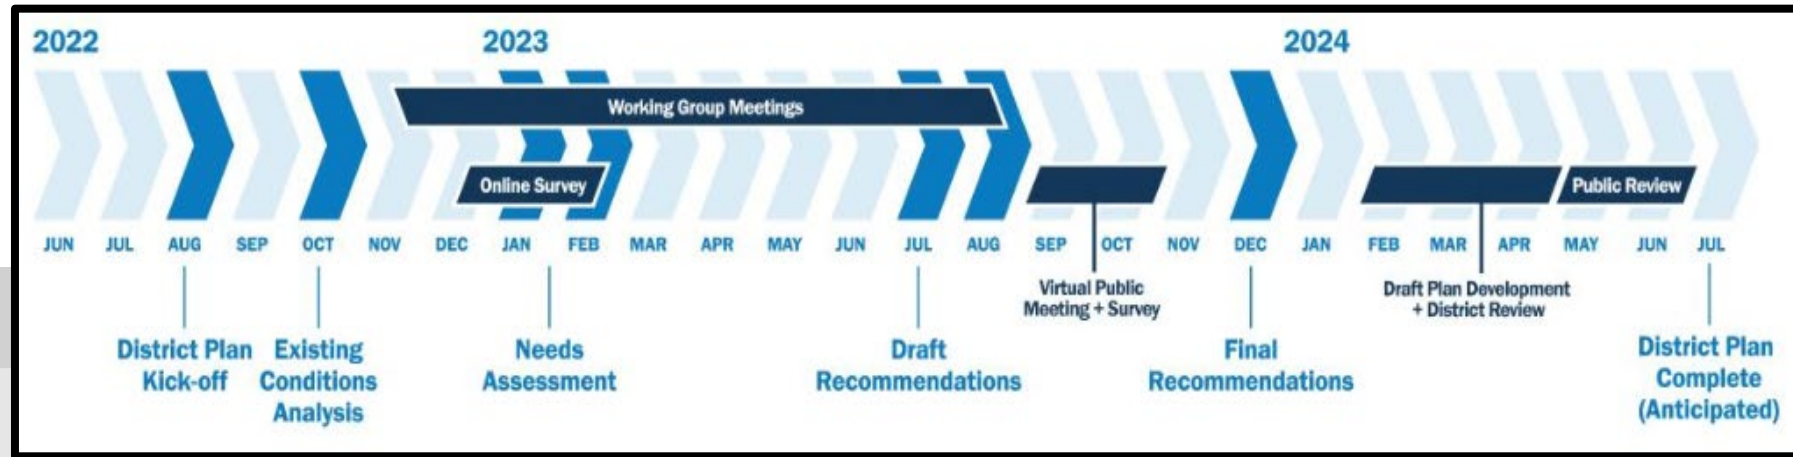 2022
2023
2024
Working Group Meetings
Online Survey
Public Review
JUN JUL AUG SEP OCT NOV DEC JAN FEB MAR APR MAY JUN JUL AUG SEP OCT NOV DEC JAN FEB MAR APR MAY JUN JUL
Virtual Public
Meeting + Survey
Draft Plan Development
+ District Review
District Plan
Kick-off
Existing
Conditions
Analysis
Needs
Assessment
Draft
Recommendations
Final
Recommendations
District Plan
Complete
(Anticipated)